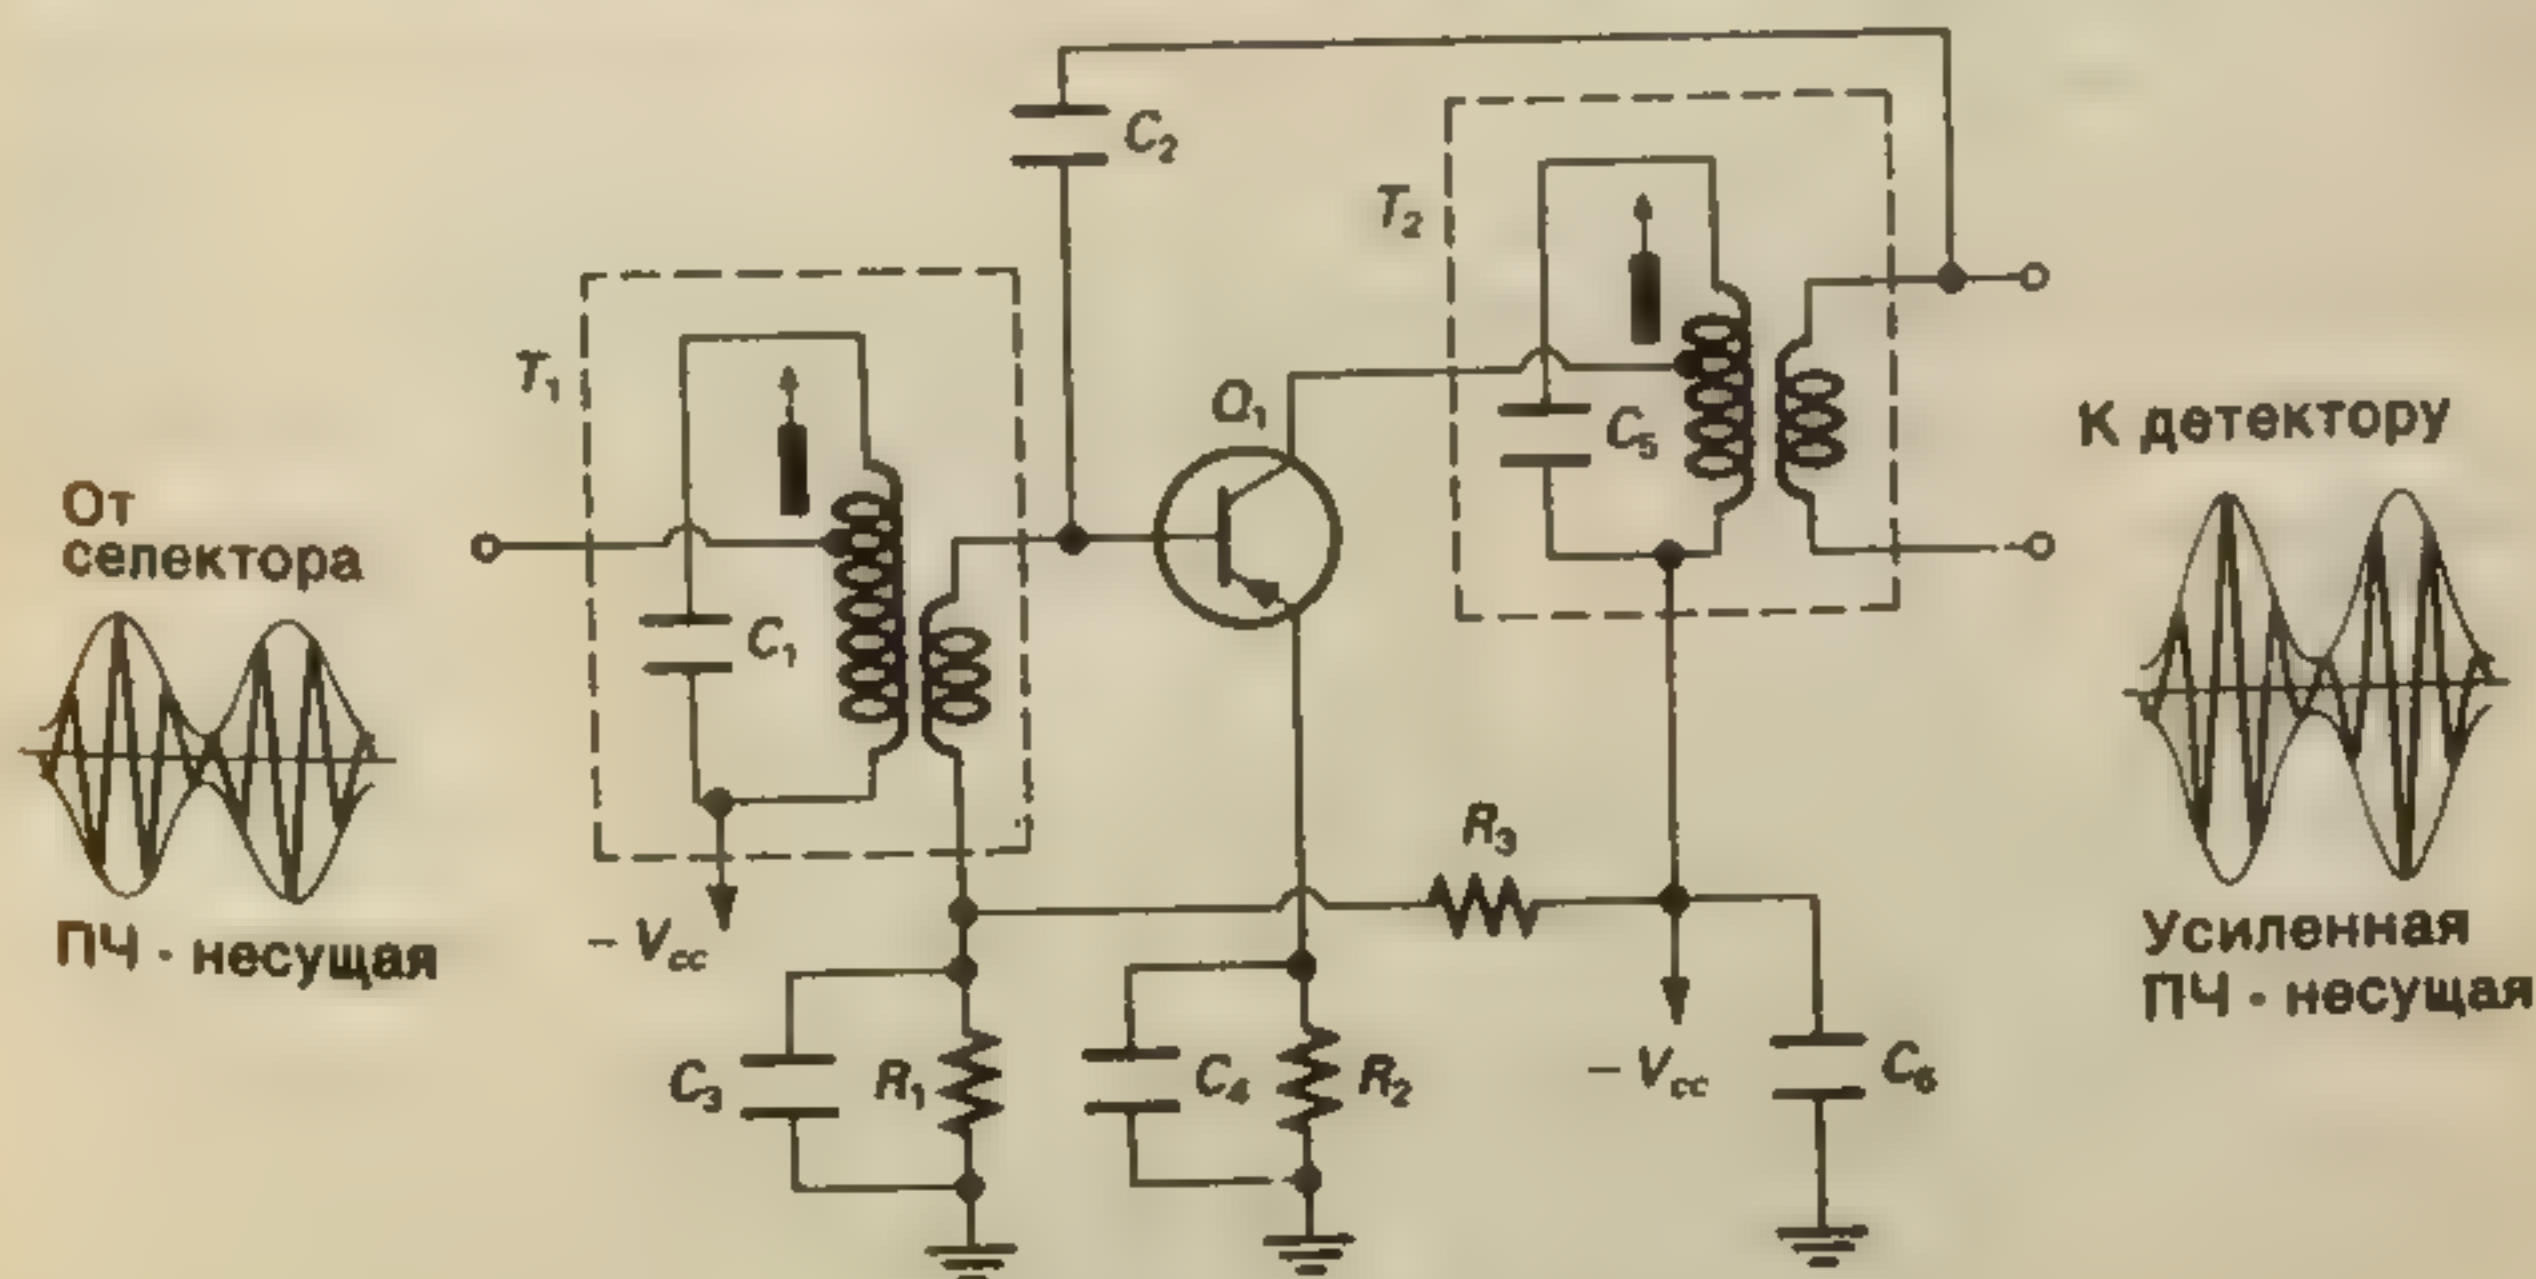 C₂
T₂
T₁
Q₁
C₅
К детектору
От
селектора
C₁
R₃
− Vcc
ПЧ - несущая
Усиленная
ПЧ - несущая
C₃
R₁
C₄
R₂
− Vcc
C₆